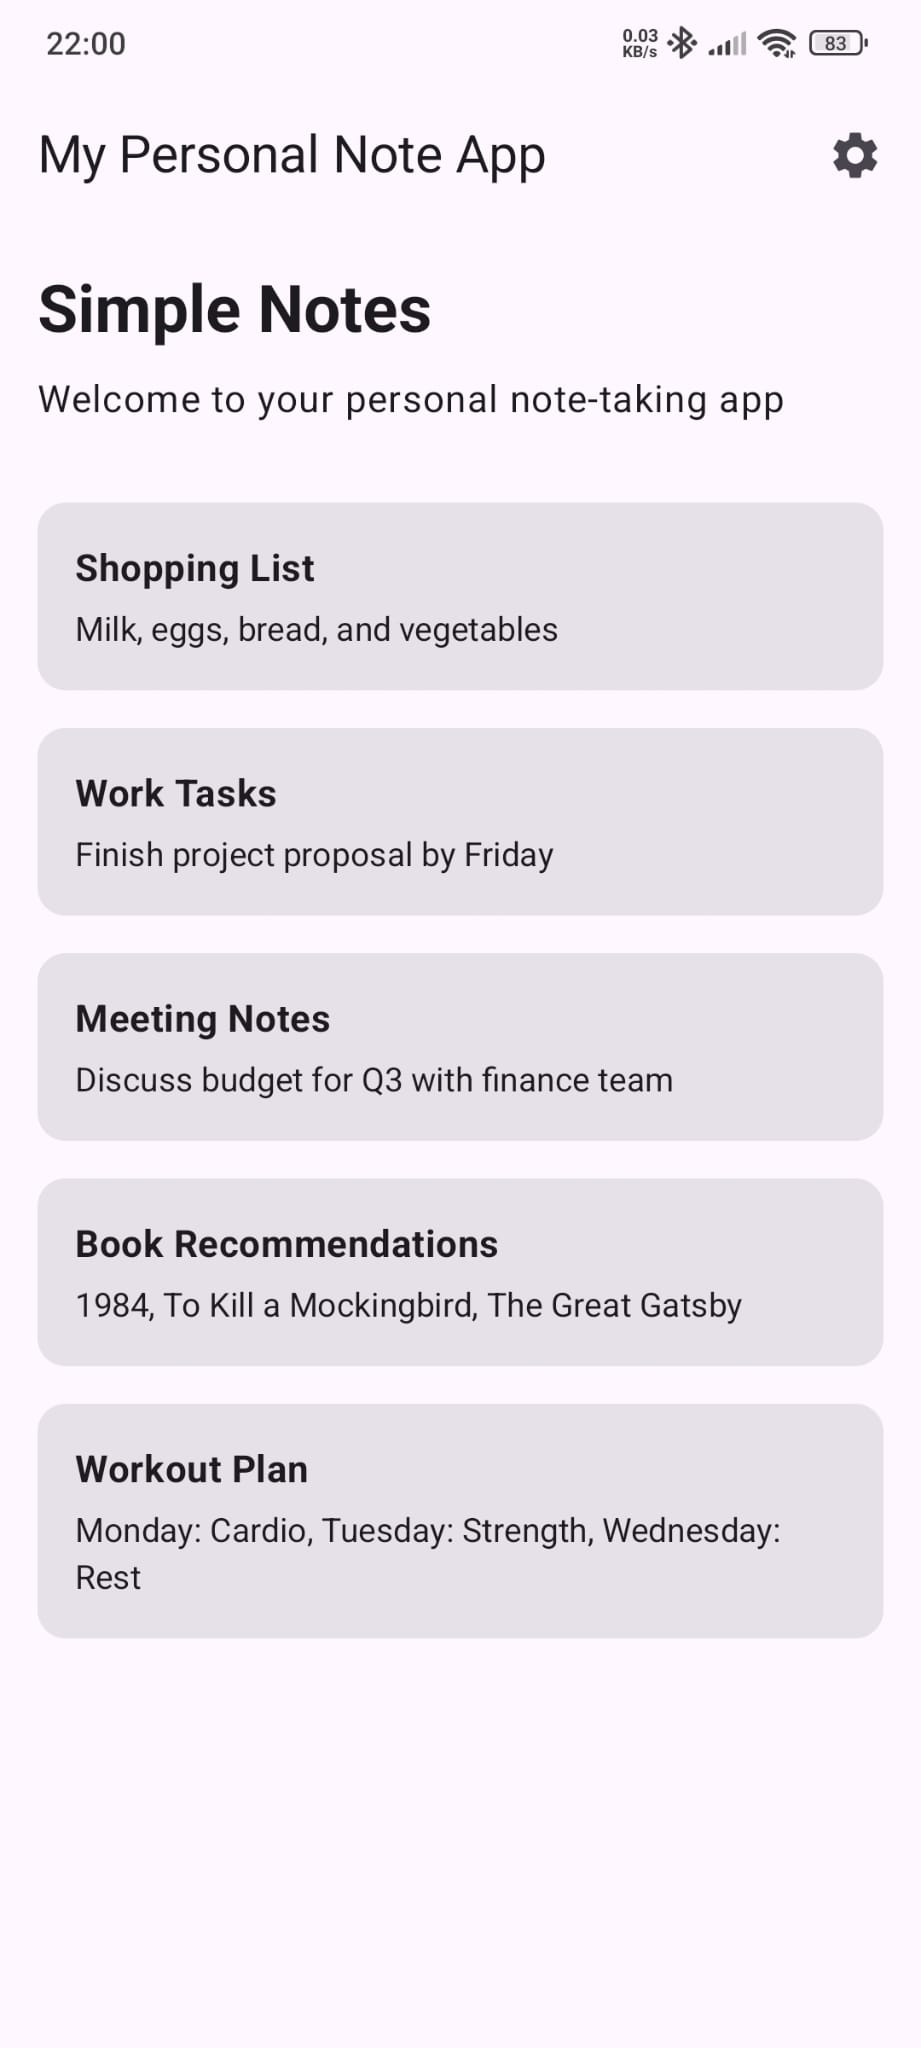 22:00
0.03
KB/s
83
My Personal Note App
Simple Notes
Welcome to your personal note-taking app
Shopping List
Milk, eggs, bread, and vegetables
Work Tasks
Finish project proposal by Friday
Meeting Notes
Discuss budget for Q3 with finance team
Book Recommendations
1984, To Kill a Mockingbird, The Great Gatsby
Workout Plan
Monday: Cardio, Tuesday: Strength, Wednesday:
Rest